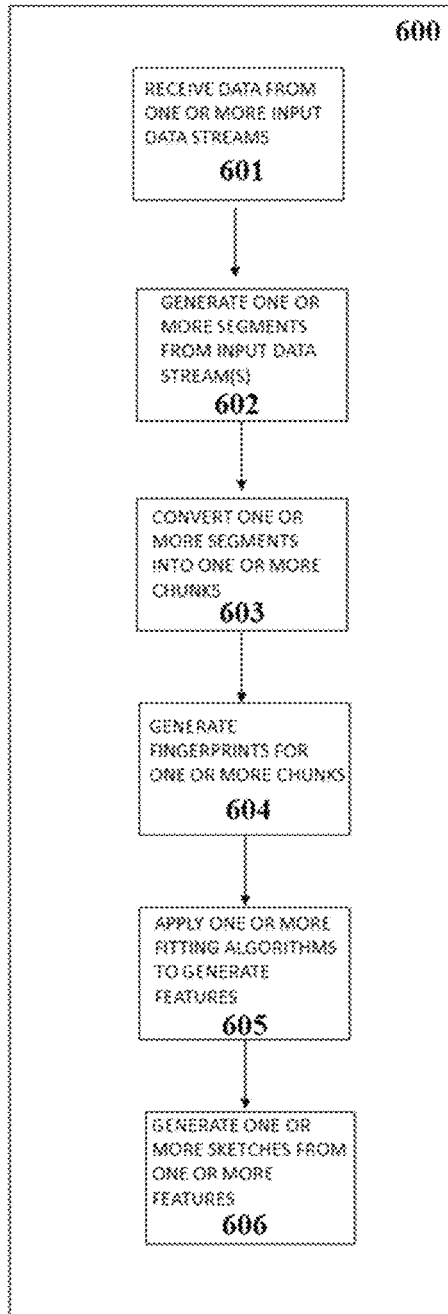 600
RECEIVE DATA FROM
ONE OR MORE INPUT
DATA STREAMS
601
GENERATE ONE OR
MORE SEGMENTS
FROM INPUT DATA
STREAM(S)
602
CONVERT ONE OR
MORE SEGMENTS
INTO ONE OR MORE
CHUNKS
603
GENERATE
FINGERPRINTS FOR
ONE OR MORE CHUNKS
604
APPLY ONE OR MORE
FITTING ALGORITHMS
TO GENERATE
FEATURES
605
GENERATE ONE OR
MORE SKETCHES FROM
ONE OR MORE
FEATURES
606